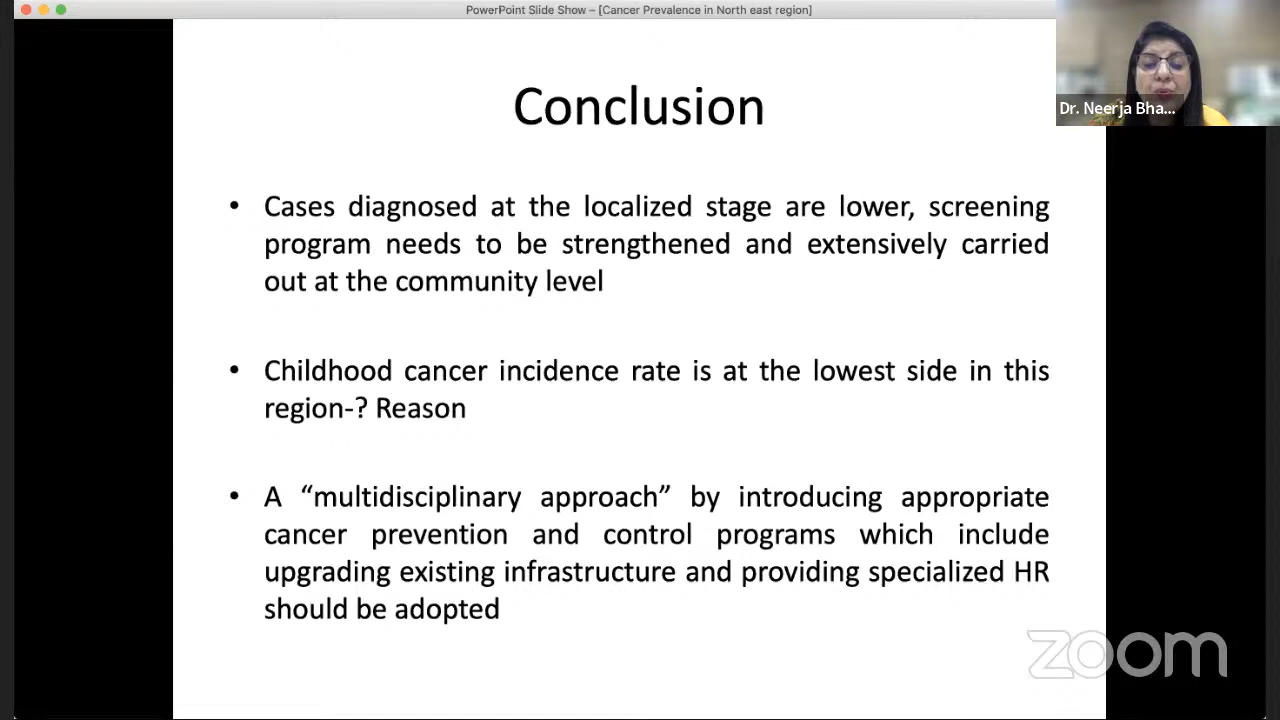 PowerPoint Slide Show – [Cancer Prevalence in North east region]
Dr. Neerja Bha...
Conclusion
• Cases diagnosed at the localized stage are lower, screening
program needs to be strengthened and extensively carried
out at the community level
• Childhood cancer incidence rate is at the lowest side in this
region-? Reason
• A “multidisciplinary approach” by introducing appropriate
cancer prevention and control programs which include
upgrading existing infrastructure and providing specialized HR
should be adopted
zoom